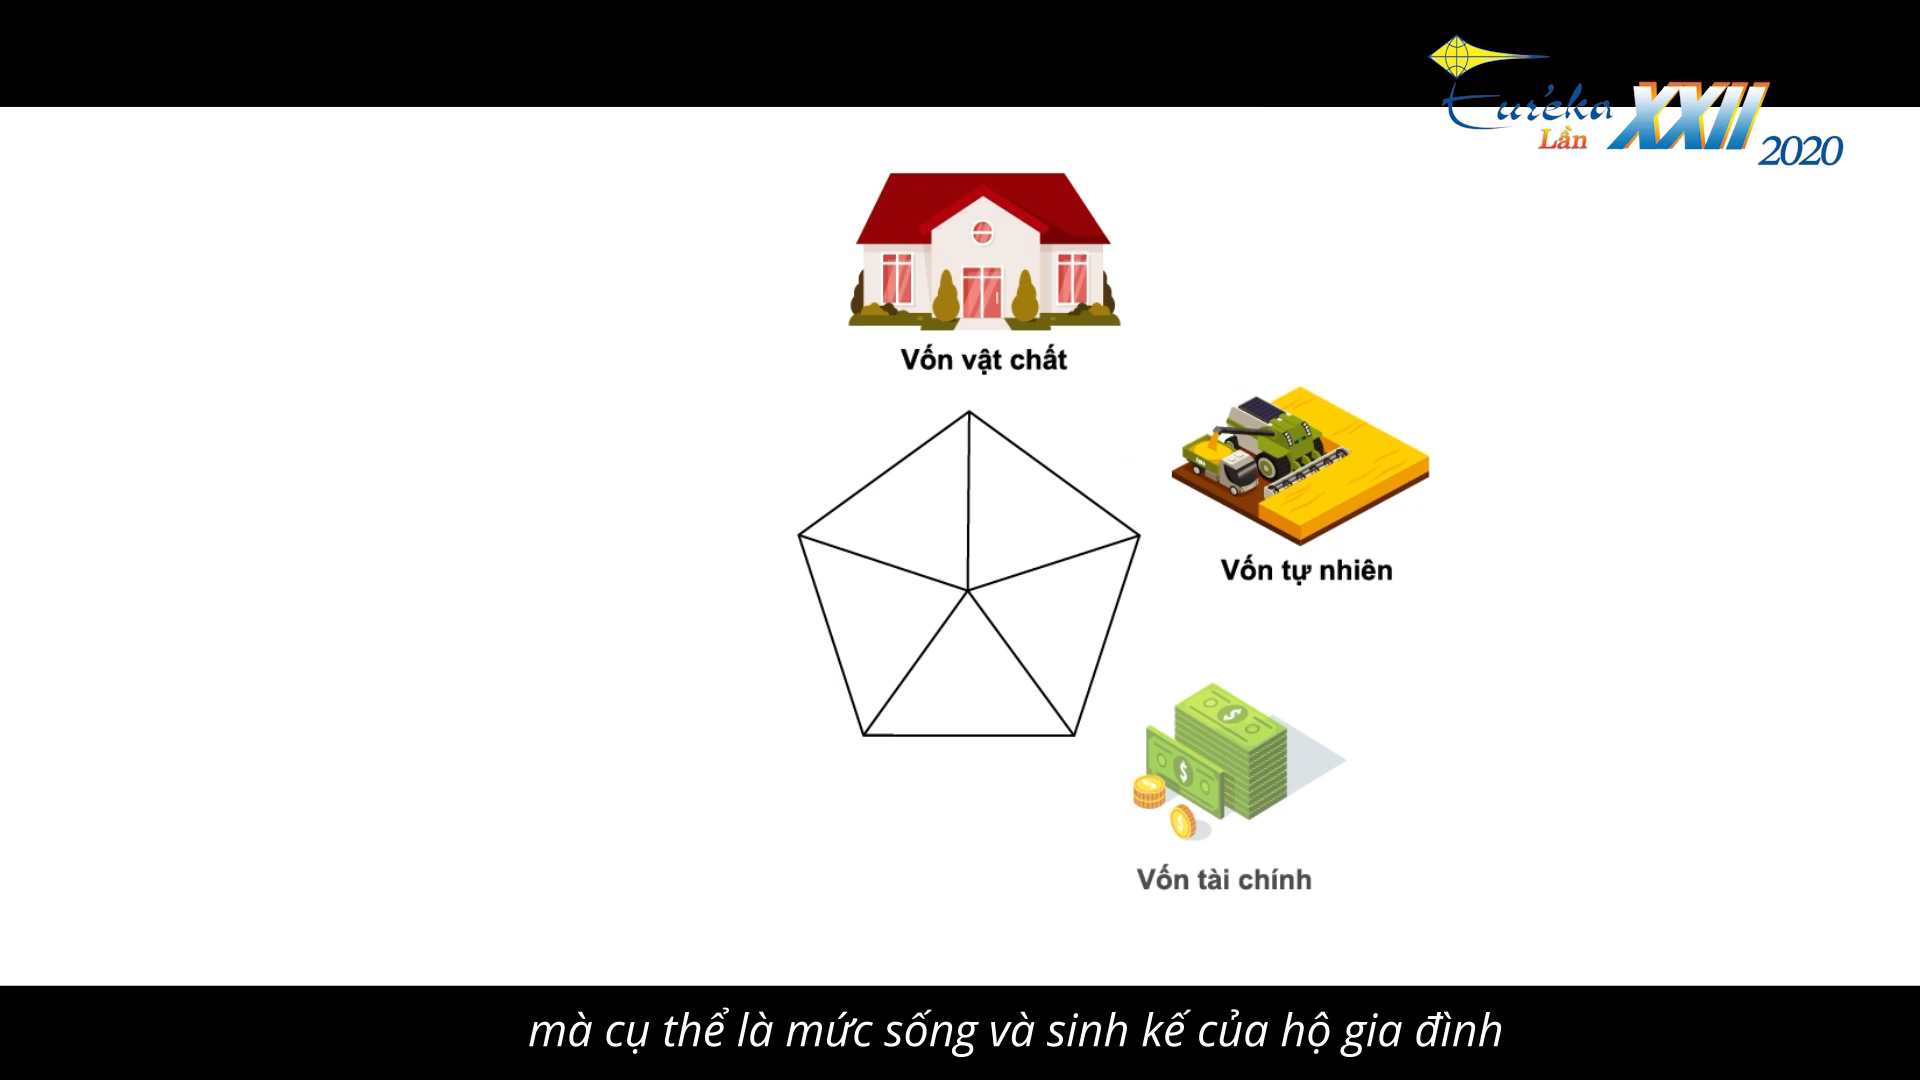 Euréka
Lần XXII 2020
Vốn vật chất
Vốn tự nhiên
Vốn tài chính
mà cụ thể là mức sống và sinh kế của hộ gia đình